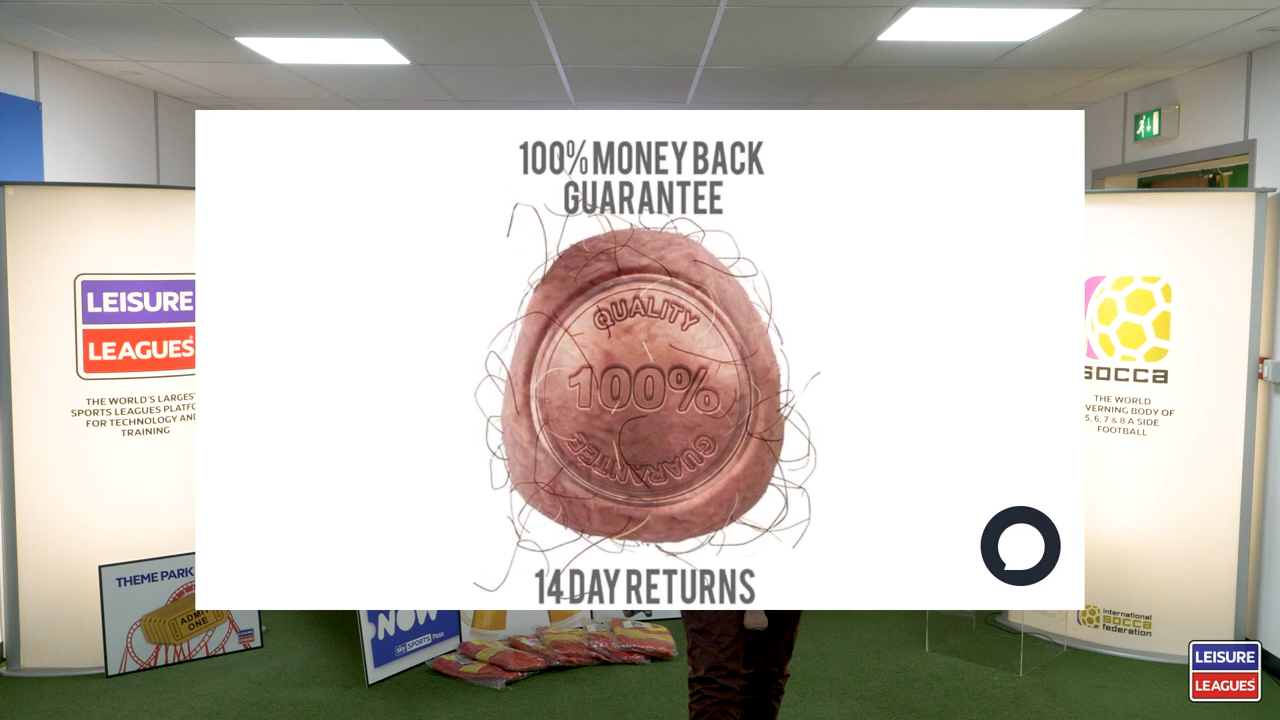 100% MONEY BACK
GUARANTEE
QUALITY
100%
GUARANTEE
14 DAY RETURNS
LEISURE
LEAGUES
THE WORLD'S LARGEST
SPORTS LEAGUES PLATFO
FOR TECHNOLOGY AND
TRAINING
SOCCA
THE WORLD
VERNING BODY OF
5, 6, 7 & 8 A SIDE
FOOTBALL
THEME PARK
ADMIT
ONE
NOW
sky SPORTS Pass
international
socca
federation
LEISURE
LEAGUES